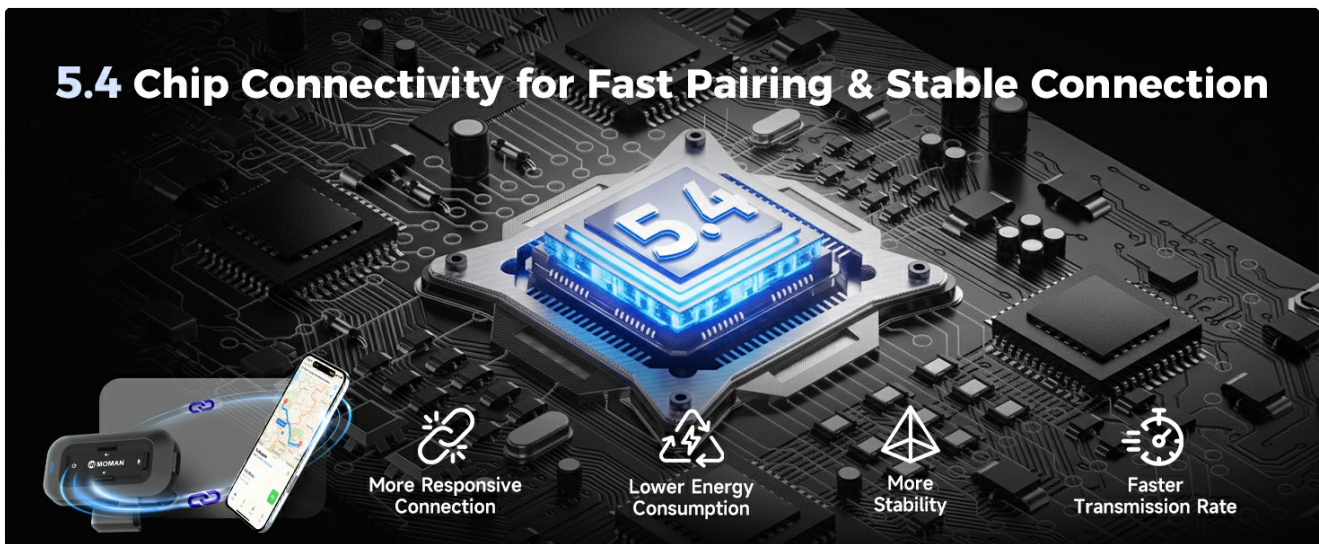 5.4 Chip Connectivity for Fast Pairing & Stable Connection
5.4
MOMAN
More Responsive
Connection
Lower Energy
Consumption
More
Stability
Faster
Transmission Rate